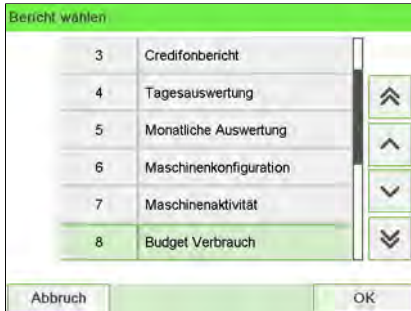 Bericht wählen
3 Credifonbericht
4 Tagesauswertung
5 Monatliche Auswertung
6 Maschinenkonfiguration
7 Maschinenaktivität
8 Budget Verbrauch
Abbruch OK